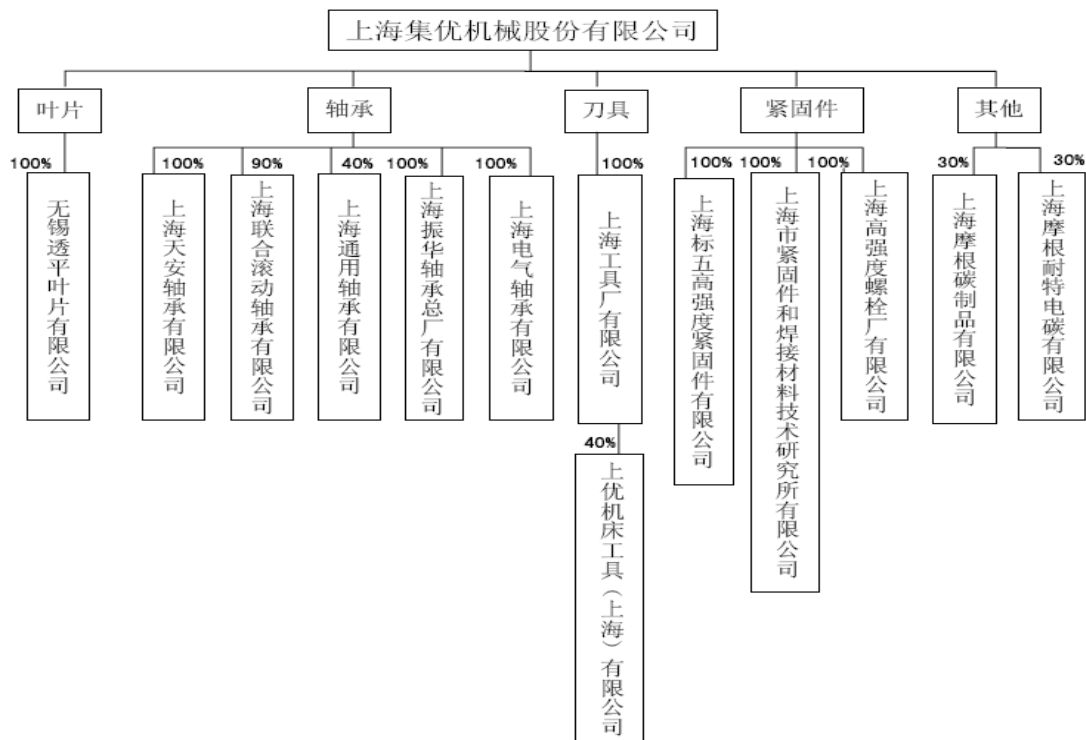 上海集优机械股份有限公司
叶片
轴承
刀具
紧固件
其他
100%
100%
90%
40%
100%
100%
100%
100%
100%
100%
30%
30%
无锡透平叶片有限公司
上海天安轴承有限公司
上海联合滚动轴承有限公司
上海通用轴承有限公司
上海振华轴承总厂有限公司
上海电气轴承有限公司
上海工具厂有限公司
上海标五高强度紧固件有限公司
上海市紧固件和焊接材料技术研究所有限公司
上海高强度螺栓厂有限公司
上海摩根碳制品有限公司
上海摩根耐特电碳有限公司
40%
上优机床工具（上海）有限公司